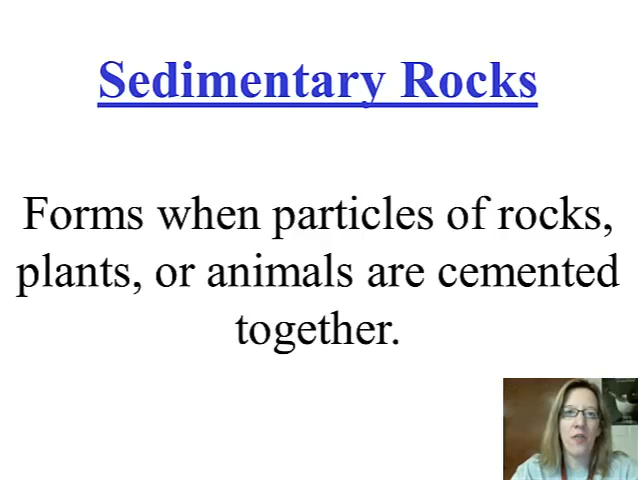 Sedimentary Rocks
Forms when particles of rocks,
plants, or animals are cemented
together.